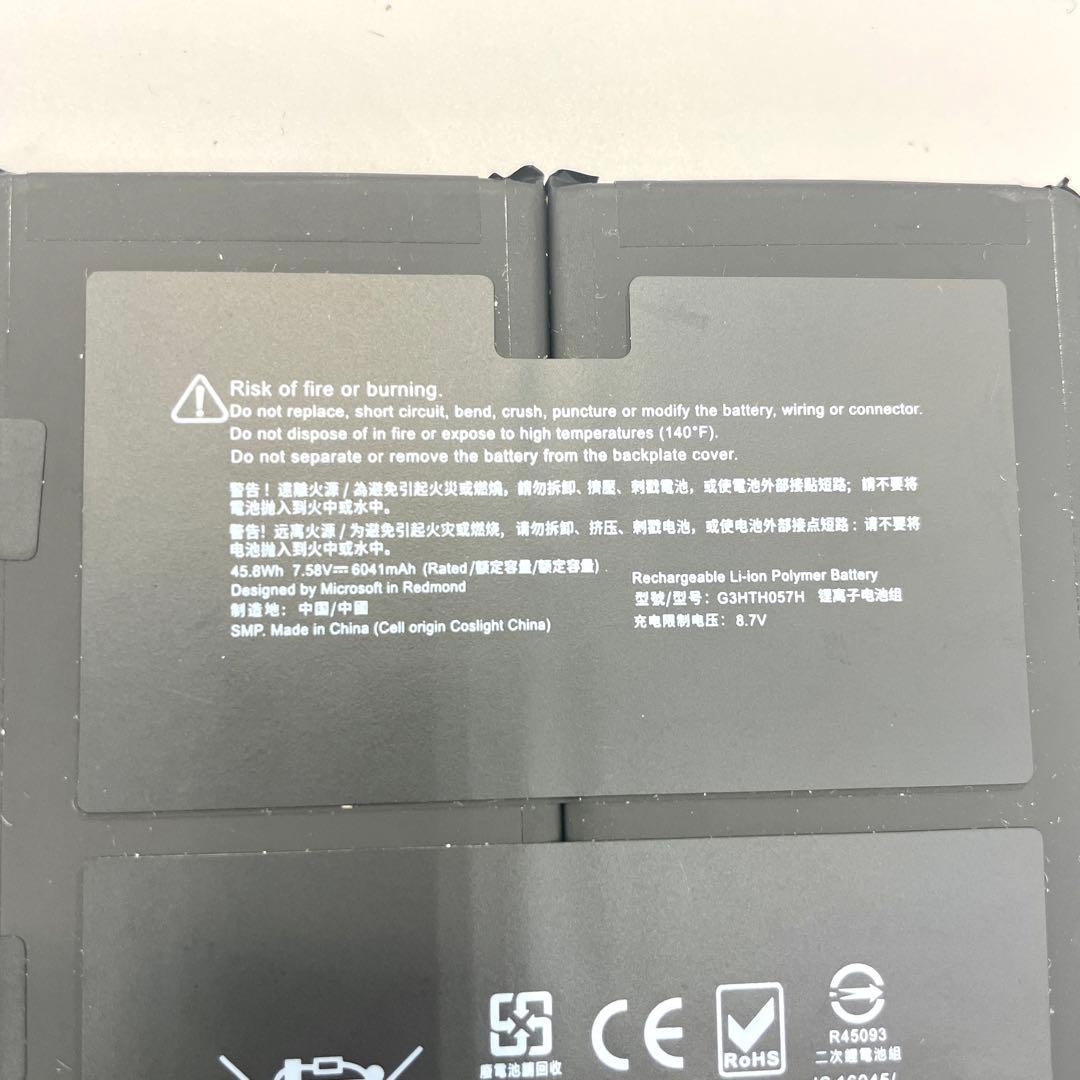 Risk of fire or burning.
Do not replace, short circuit, bend, crush, puncture or modify the battery, wiring or connector.
Do not dispose of in fire or expose to high temperatures (140°F).
Do not separate or remove the battery from the backplate cover.
警告！遠離火源/為避免引起火災或燃燒，請勿拆卸、擠壓、刺戳電池，或使電池外部接點短路；請不要將
電池拋入到火中或水中。
警告！远离火源/为避免引起火灾或燃烧，请勿拆卸、挤压、刺戳电池，或使电池外部接点短路：请不要将
电池抛入到火中或水中。
45.8Wh 7.58V⎓6041mAh (Rated/額定容量/额定容量)
Designed by Microsoft in Redmond
制造地：中国/中國
SMP. Made in China (Cell origin Coslight China)
Rechargeable Li-ion Polymer Battery
型號/型号：G3HTH057H 锂离子电池组
充电限制电压：8.7V
廢電池請回收
CE
RoHS
R45093
二次鋰電池組